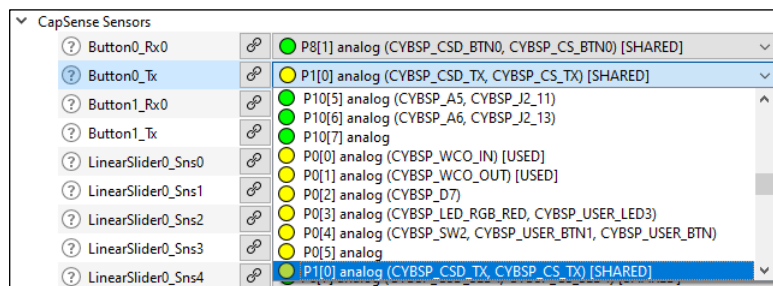 CapSense Sensors
Button0_Rx0 P8[1] analog (CYBSP_CSD_BTN0, CYBSP_CS_BTN0) [SHARED]
Button0_Tx P1[0] analog (CYBSP_CSD_TX, CYBSP_CS_TX) [SHARED]
Button1_Rx0 P10[5] analog (CYBSP_A5, CYBSP_J2_11)
P10[6] analog (CYBSP_A6, CYBSP_J2_13)
Button1_Tx P10[7] analog
LinearSlider0_Sns0 P0[0] analog (CYBSP_WCO_IN) [USED]
P0[1] analog (CYBSP_WCO_OUT) [USED]
LinearSlider0_Sns1 P0[2] analog (CYBSP_D7)
LinearSlider0_Sns2 P0[3] analog (CYBSP_LED_RGB_RED, CYBSP_USER_LED3)
P0[4] analog (CYBSP_SW2, CYBSP_USER_BTN1, CYBSP_USER_BTN)
LinearSlider0_Sns3 P0[5] analog
LinearSlider0_Sns4 P1[0] analog (CYBSP_CSD_TX, CYBSP_CS_TX) [SHARED]